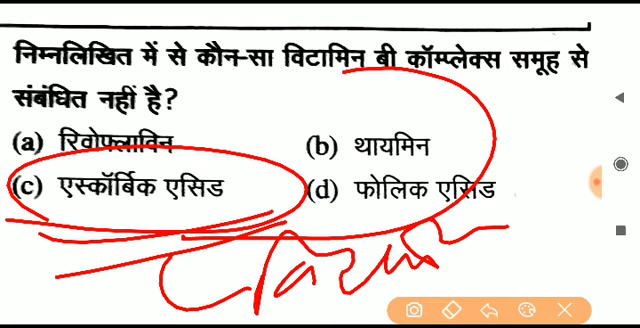 निम्नलिखित में से कौन-सा विटामिन बी कॉम्प्लेक्स समूह से
संबंधित नहीं है?
(a) रिवोफ्लाविन
(b) थायमिन
(c) एस्कॉर्बिक एसिड
(d) फोलिक एसिड